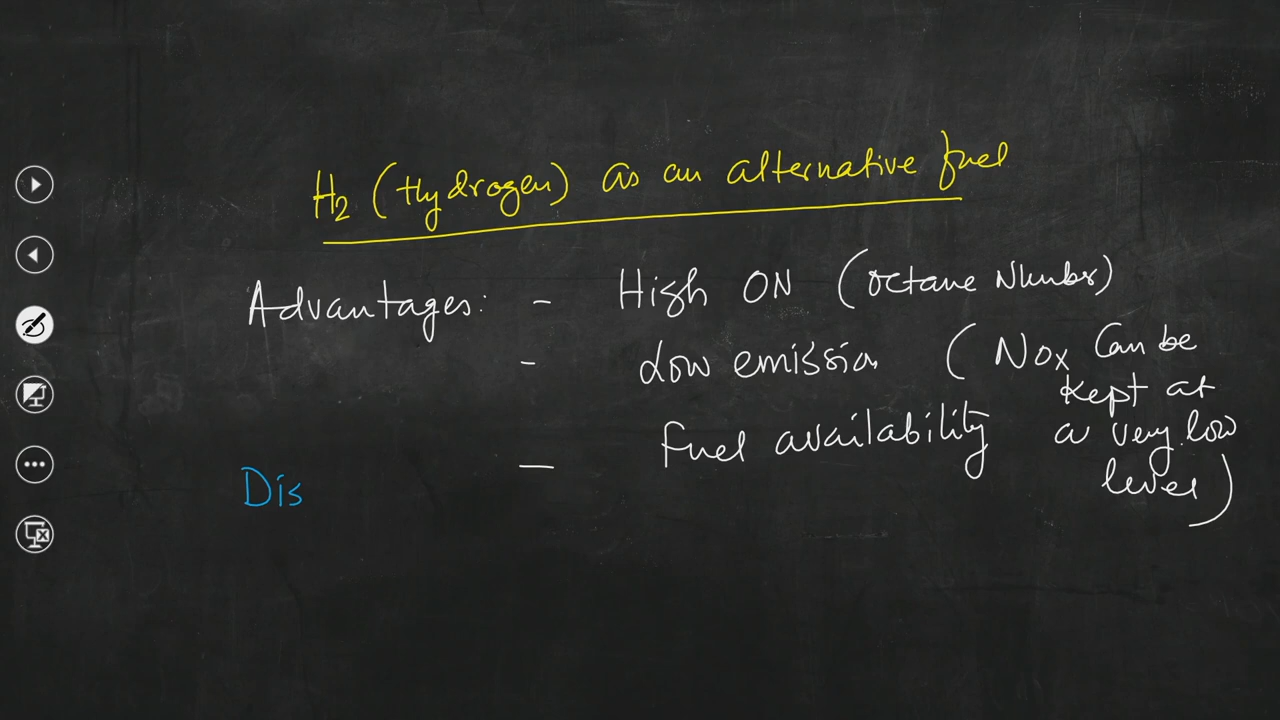 H2 (Hydrogen) as an alternative fuel
Advantages: - High ON (Octane Number)
- Low emission (NOx Can be
kept at
- Fuel availability a very low
level)
Dis